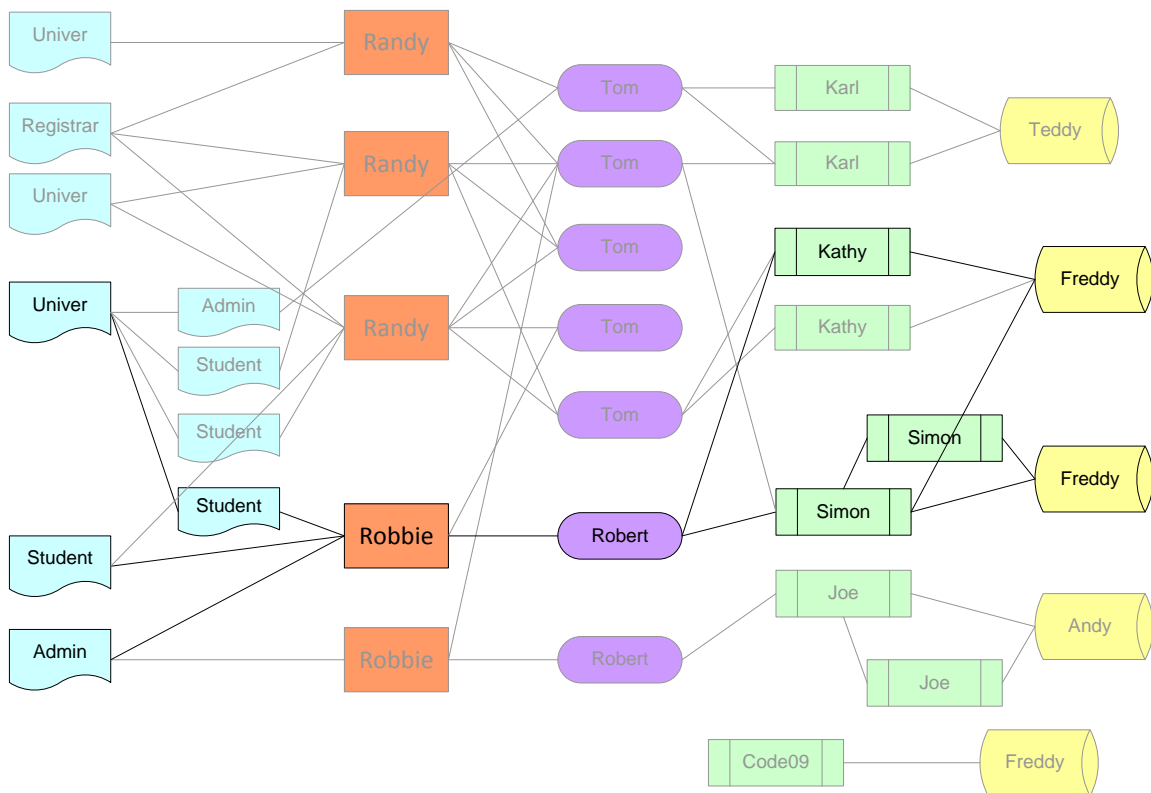 Univer
Randy
Tom
Karl
Teddy
Registrar
Randy
Tom
Karl
Univer
Tom
Kathy
Freddy
Univer
Admin
Randy
Tom
Kathy
Student
Tom
Student
Simon
Freddy
Student
Robbie
Robert
Simon
Student
Joe
Andy
Admin
Robbie
Robert
Joe
Code09
Freddy